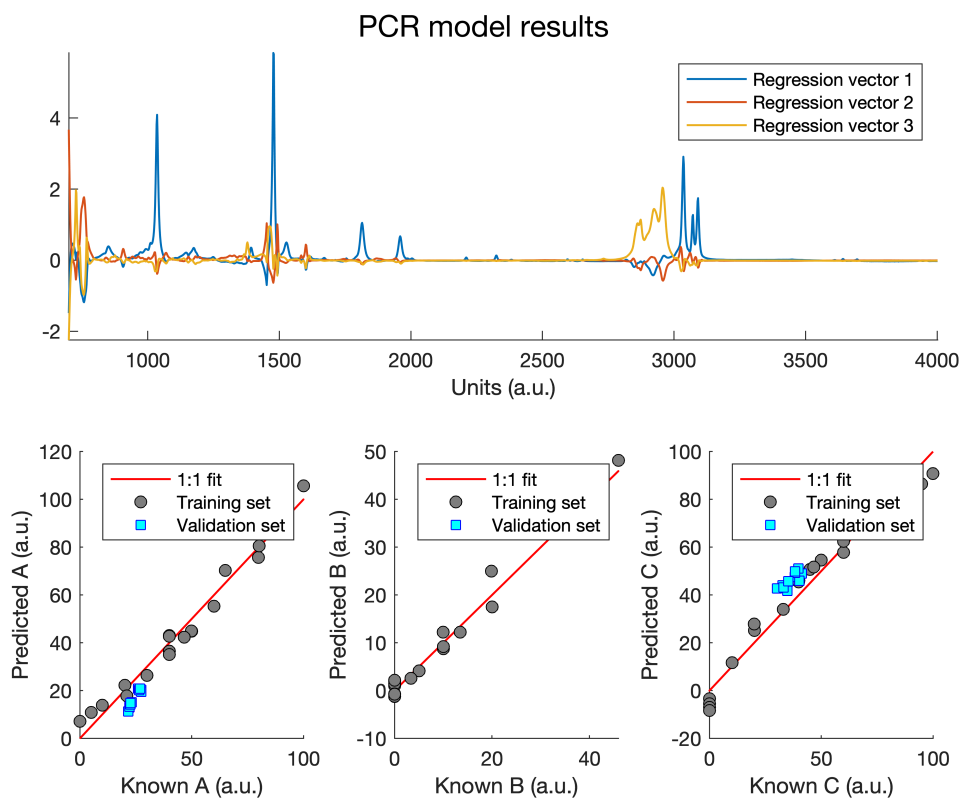 PCR model results
Regression vector 1
Regression vector 2
Regression vector 3
4
2
0
-2
1000 1500 2000 2500 3000 3500 4000
Units (a.u.)
120
100
80
60
40
20
0
0 50 100
Predicted A (a.u.)
Known A (a.u.)
1:1 fit
Training set
Validation set
50
40
30
20
10
0
-10
0 20 40
Predicted B (a.u.)
Known B (a.u.)
1:1 fit
Training set
Validation set
100
80
60
40
20
0
-20
0 50 100
Predicted C (a.u.)
Known C (a.u.)
1:1 fit
Training set
Validation set